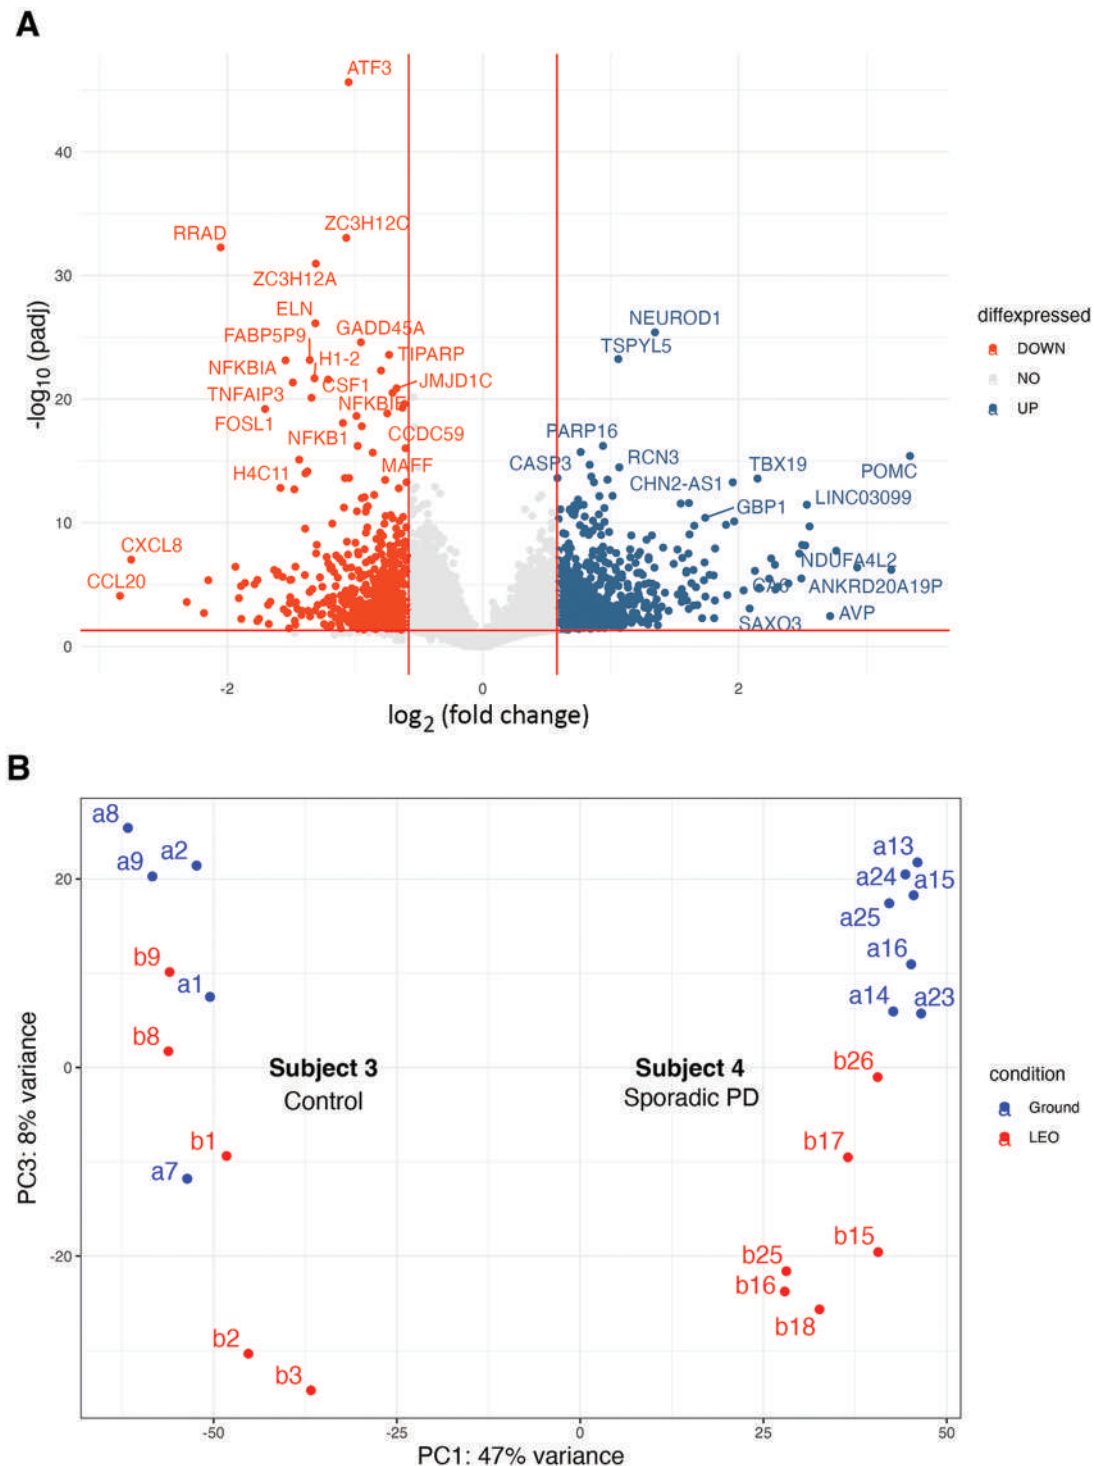 A
ATF3
40
ZC3H12C
RRAD
30
ZC3H12A
ELN
NEUROD1
FABP5P9
GADD45A
TSPYL5
diffexpressed
DOWN
NO
UP
H1-2
TIPARP
NFKBIA
CSF1
JMJD1C
TNFAIP3
NFKBIE
20
FOSL1
NFKB1
CCDC59
PARP16
H4C11
MAFF
CASP3
RCN3
TBX19
POMC
CHN2-AS1
LINC03099
GBP1
10
CXCL8
NDUFA4L2
CCL20
ANKRD20A19P
SAXO3
AVP
0
-log10 (padj)
-2
0
2
log2 (fold change)
B
a8
a13
a9
a2
a24
a15
20
a25
b9
a16
a1
a14
a23
b8
b26
0
Subject 3
Subject 4
Control
Sporadic PD
condition
Ground
LEO
b1
b17
a7
b15
-20
b25
b16
b18
b2
b3
PC3: 8% variance
-50
-25
0
25
50
PC1: 47% variance